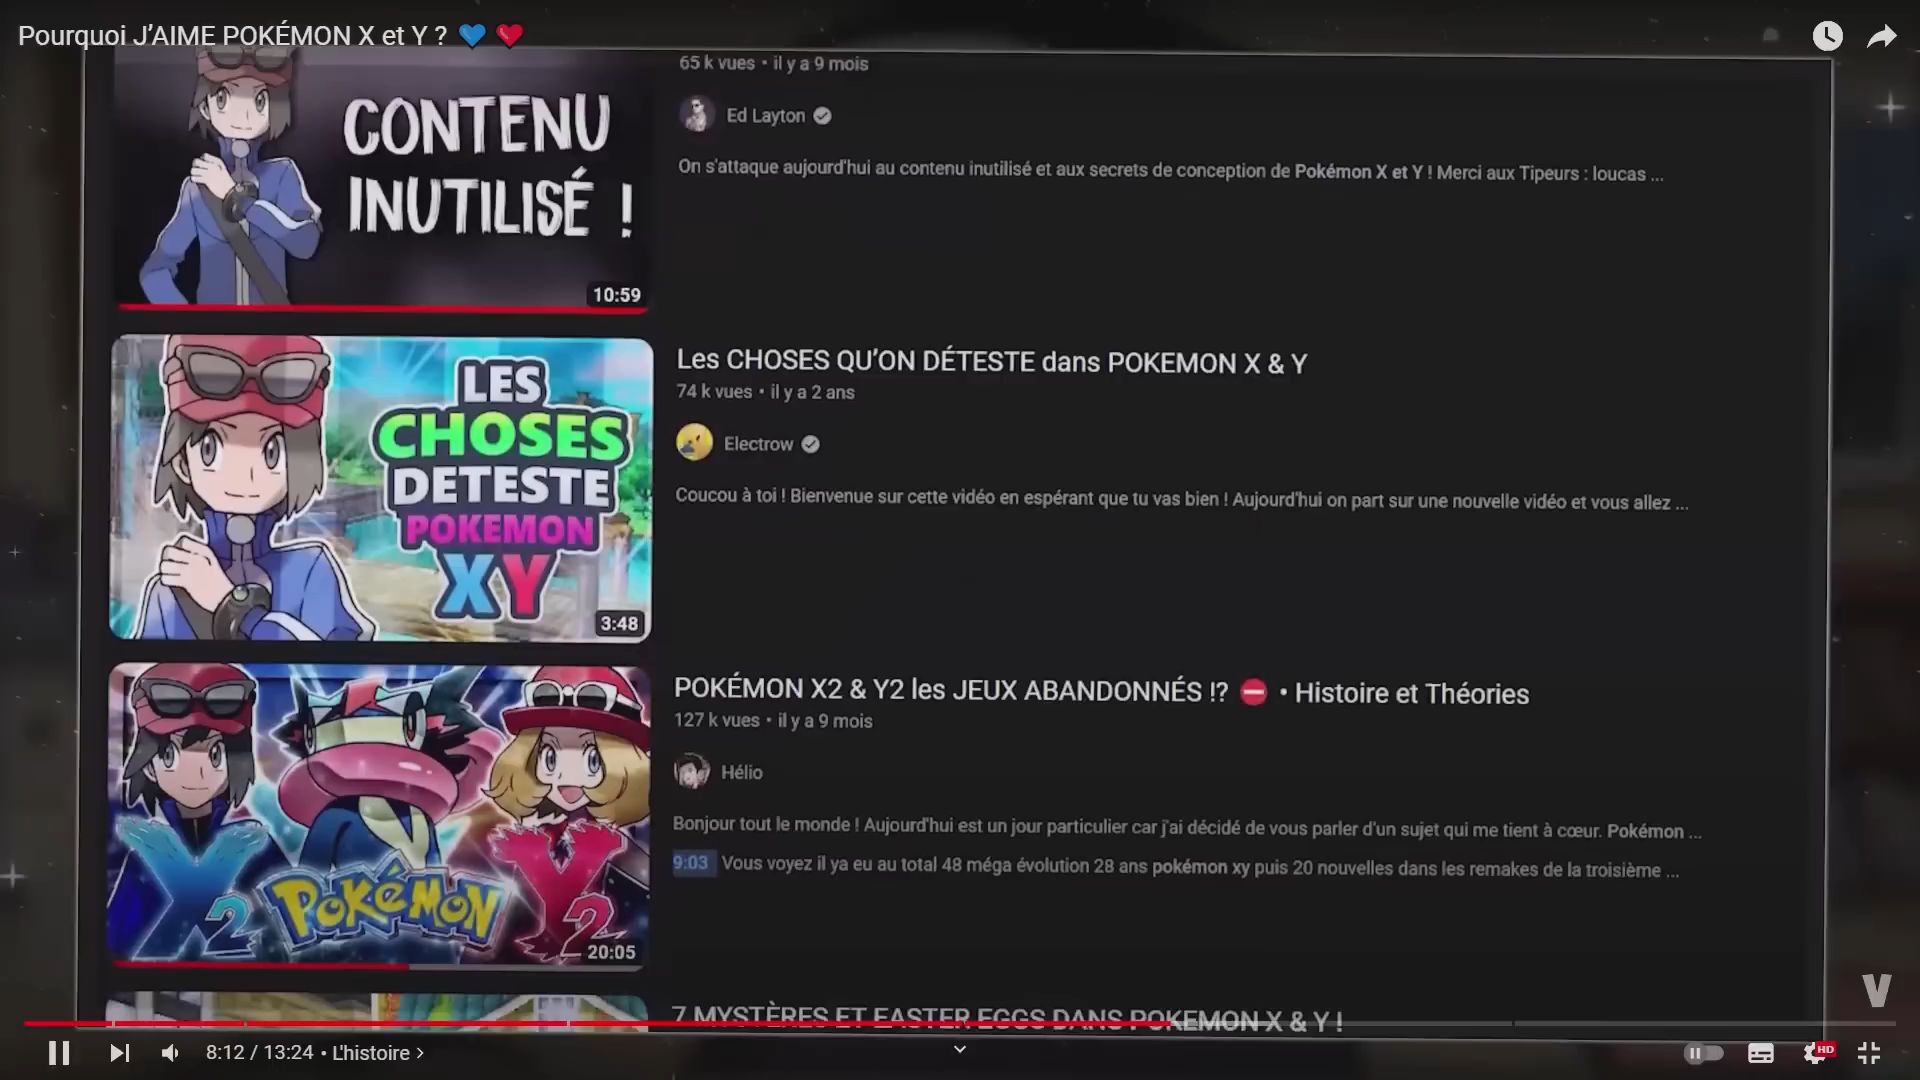 Pourquoi J’AIME POKÉMON X et Y ? 💙 ❤️
CONTENU
INUTILISÉ !
10:59
65 k vues • il y a 9 mois
Ed Layton
On s'attaque aujourd'hui au contenu inutilisé et aux secrets de conception de Pokémon X et Y ! Merci aux Tipeurs : loucas ...
LES
CHOSES
DETESTE
POKEMON
XY
3:48
Les CHOSES QU’ON DÉTESTE dans POKEMON X & Y
74 k vues • il y a 2 ans
Electrow
Coucou à toi ! Bienvenue sur cette vidéo en espérant que tu vas bien ! Aujourd'hui on part sur une nouvelle vidéo et vous allez ...
X2 POKÉMON Y2
20:05
POKÉMON X2 & Y2 les JEUX ABANDONNÉS !? ⛔ • Histoire et Théories
127 k vues • il y a 9 mois
Hélio
Bonjour tout le monde ! Aujourd'hui est un jour particulier car j'ai décidé de vous parler d'un sujet qui me tient à cœur. Pokémon ...
9:03 Vous voyez il ya eu au total 48 méga évolution 28 ans pokémon xy puis 20 nouvelles dans les remakes de la troisième ...
7 MYSTÈRES ET EASTER EGGS DANS POKEMON X & Y !
V
8:12 / 13:24 • L'histoire
HD